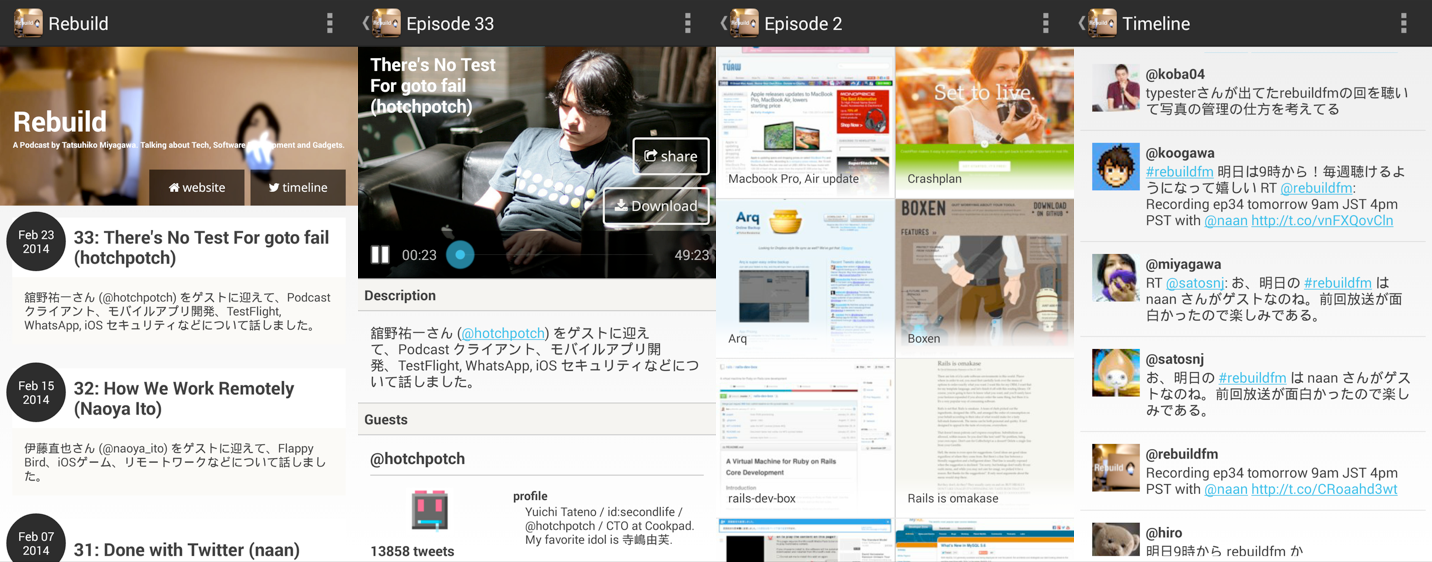 Rebuild
Rebuild
A Podcast by Tatsuhiko Miyagawa: Talking about Tech, Software
ment and Gadgets.
website
timeline
Feb 23
2014
33: There's No Test For goto fail
(hotchpotch)
舘野祐一さん (@hotchpotch) をゲストに迎えて、Podcast
クライアント、モバイルアプリ開発、TestFlight,
WhatsApp, iOS セキュリティなどについて話しました。
Feb 15
2014
32: How We Work Remotely
(Naoya Ito)
伊藤直也さん (@naoya_ito) をゲストに迎えて、Flappy
Bird、iOSゲーム、リモートワークなどについて話しまし
た。
Feb 07
2014
31: Done with Twitter (naan)
Episode 33
There's No Test
For goto fail
(hotchpotch)
share
Download
00:23
49:23
Description
舘野祐一さん (@hotchpotch) をゲストに迎え
て、Podcast クライアント、モバイルアプリ開
発、TestFlight, WhatsApp, iOS セキュリティなどにつ
いて話しました。
Guests
@hotchpotch
profile
Yuichi Tateno / id:secondlife /
@hotchpotch / CTO at Cookpad.
My favorite idol is 寺嶋由芙.
13858 tweets
Episode 2
TUAW
Apple releases updates to MacBook
Pro, MacBook Air, towers
starting price
Macbook Pro, Air update
Set to live.
Crashplan
Arq
Arq
BOXEN
DOWNLOAD
ON GITHUB
FEATURES
Boxen
A Virtual Machine for Ruby on Rails
Core Development
Introduction
rails-dev-box
Rails is omakase
Rails is omakase
Timeline
@koba04
typesterさんが出てたrebuildfmの回を聴い
て写真の管理の仕方を考えてる
@koogawa
#rebuildfm 明日は9時から！毎週聴けるよ
うになって嬉しい RT @rebuildfm:
Recording ep34 tomorrow 9am JST 4pm
PST with @naan http://t.co/vnFXQovCln
@miyagawa
RT @satosnj: お、明日の #rebuildfm は
naan さんがゲストなのね。前回放送が面
白かったので楽しみである。
@satosnj
お、明日の #rebuildfm は naan さんがゲス
トなのね。前回放送が面白かったので楽し
みである。
@rebuildfm
Recording ep34 tomorrow 9am JST 4pm
PST with @naan http://t.co/CRoaahd3wt
@hiro
明日9時から rebuildfm か